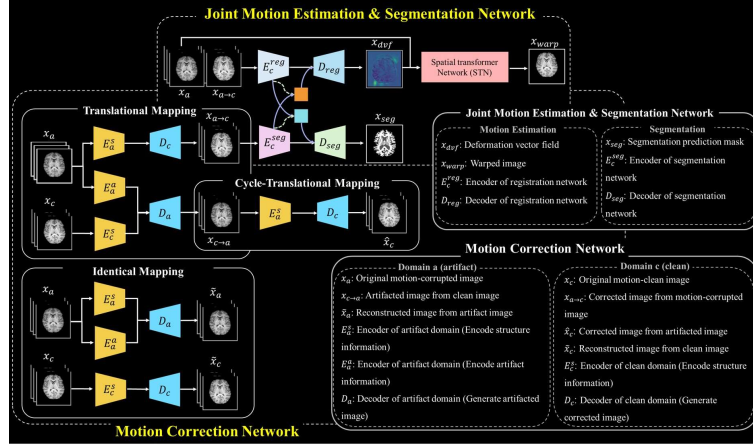 Joint Motion Estimation & Segmentation Network
x_a
x_{a→c}
E_c^{reg}
D_{reg}
x_{dvf}
Spatial transformer
Network (STN)
x_{warp}
E_c^{seg}
D_{seg}
x_{seg}
Translational Mapping
x_a
E_a^s
D_c
x_{a→c}
E_a^a
D_a
x_c
E_c^s
Cycle-Translational Mapping
x_{c→a}
E_a^s
D_c
x̂_c
Identical Mapping
x_a
E_a^s
E_a^a
D_a
x̃_a
x_c
E_c^s
D_c
x̃_c
Motion Correction Network
Joint Motion Estimation & Segmentation Network
Motion Estimation
x_{dvf}: Deformation vector
field
x_{warp}: Warped image
E_c^{reg}: Encoder of registration network
D_{reg}: Decoder of registration network
Segmentation
x_{seg}: Segmentation prediction mask
E_c^{seg}: Encoder of segmentation
network
D_{seg}: Decoder of segmentation
network
Motion Correction Network
Domain a (artifact)
x_a: Original motion-corrupted image
x_{c→a}: Artifacted image from clean image
x̃_a: Reconstructed image from artifact image
E_a^s: Encoder of artifact domain (Encode structure
information)
E_a^a: Encoder of artifact domain (Encode artifact
information)
D_a: Decoder of artifact domain (Generate artifacted
image)
Domain c (clean)
x_c: Original motion-clean image
x_{a→c}: Corrected image from motion-corrupted
image
x̂_c: Corrected image from artifacted image
x̃_c: Reconstructed image from clean image
E_c^s: Encoder of clean domain (Encode structure
information)
D_c: Decoder of clean domain (Generate
corrected image)